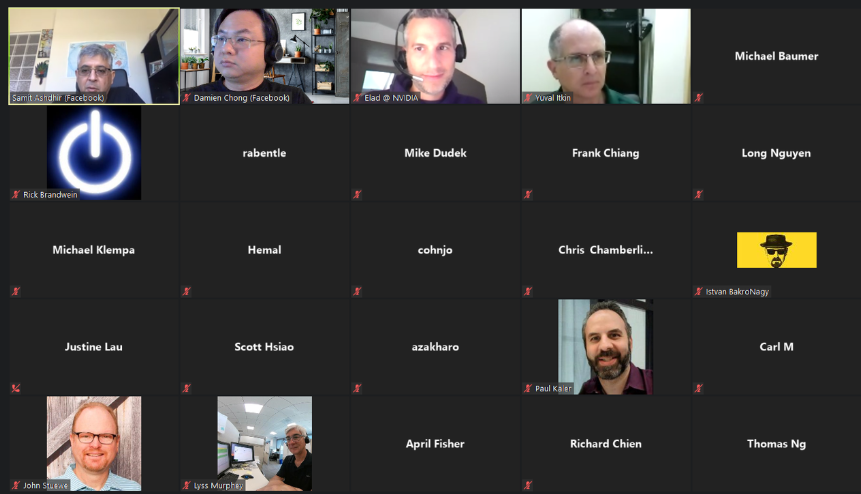 Samit Ashdhir (Facebook)
Damien Chong (Facebook)
Elad @ NVIDIA
Yuval Itkin
Michael Baumer
Rick Brandwein
rabentle
Mike Dudek
Frank Chiang
Long Nguyen
Michael Klempa
Hemal
cohnjo
Chris Chamberli...
Istvan BakroNagy
Justine Lau
Scott Hsiao
azakharo
Paul Kaler
Carl M
John Stuewe
Lyss Murphey
April Fisher
Richard Chien
Thomas Ng